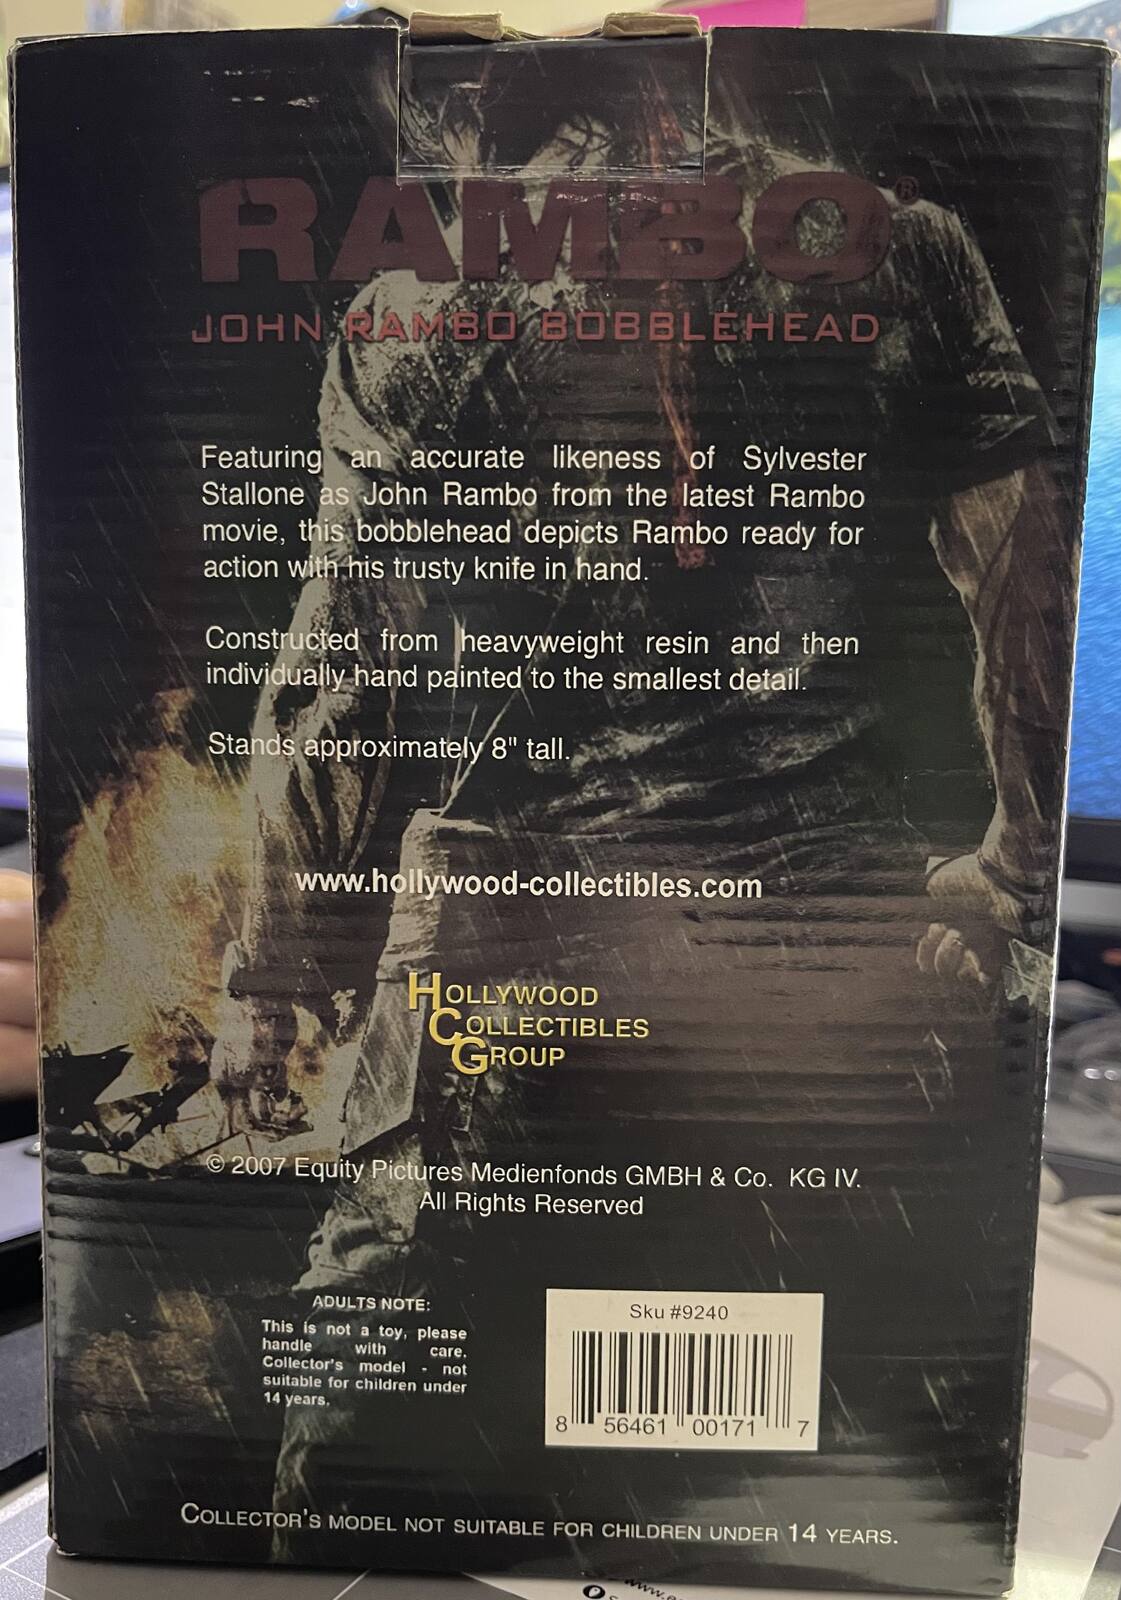 RAMBO®
JOHN RAMBO BOBBLEHEAD
Featuring an accurate likeness of Sylvester
Stallone as John Rambo from the latest Rambo
movie, this bobblehead depicts Rambo ready for
action with his trusty knife in hand.
Constructed from heavyweight resin and then
individually hand painted to the smallest detail.
Stands approximately 8" tall.
www.hollywood-collectibles.com
HOLLYWOOD
COLLECTIBLES
GROUP
© 2007 Equity Pictures Medienfonds GMBH & Co. KG IV.
All Rights Reserved
ADULTS NOTE:
This is not a toy, please
handle with care.
Collector's model - not
suitable for children under
14 years.
Sku #9240
8 56461 00171 7
COLLECTOR'S MODEL NOT SUITABLE FOR CHILDREN UNDER 14 YEARS.